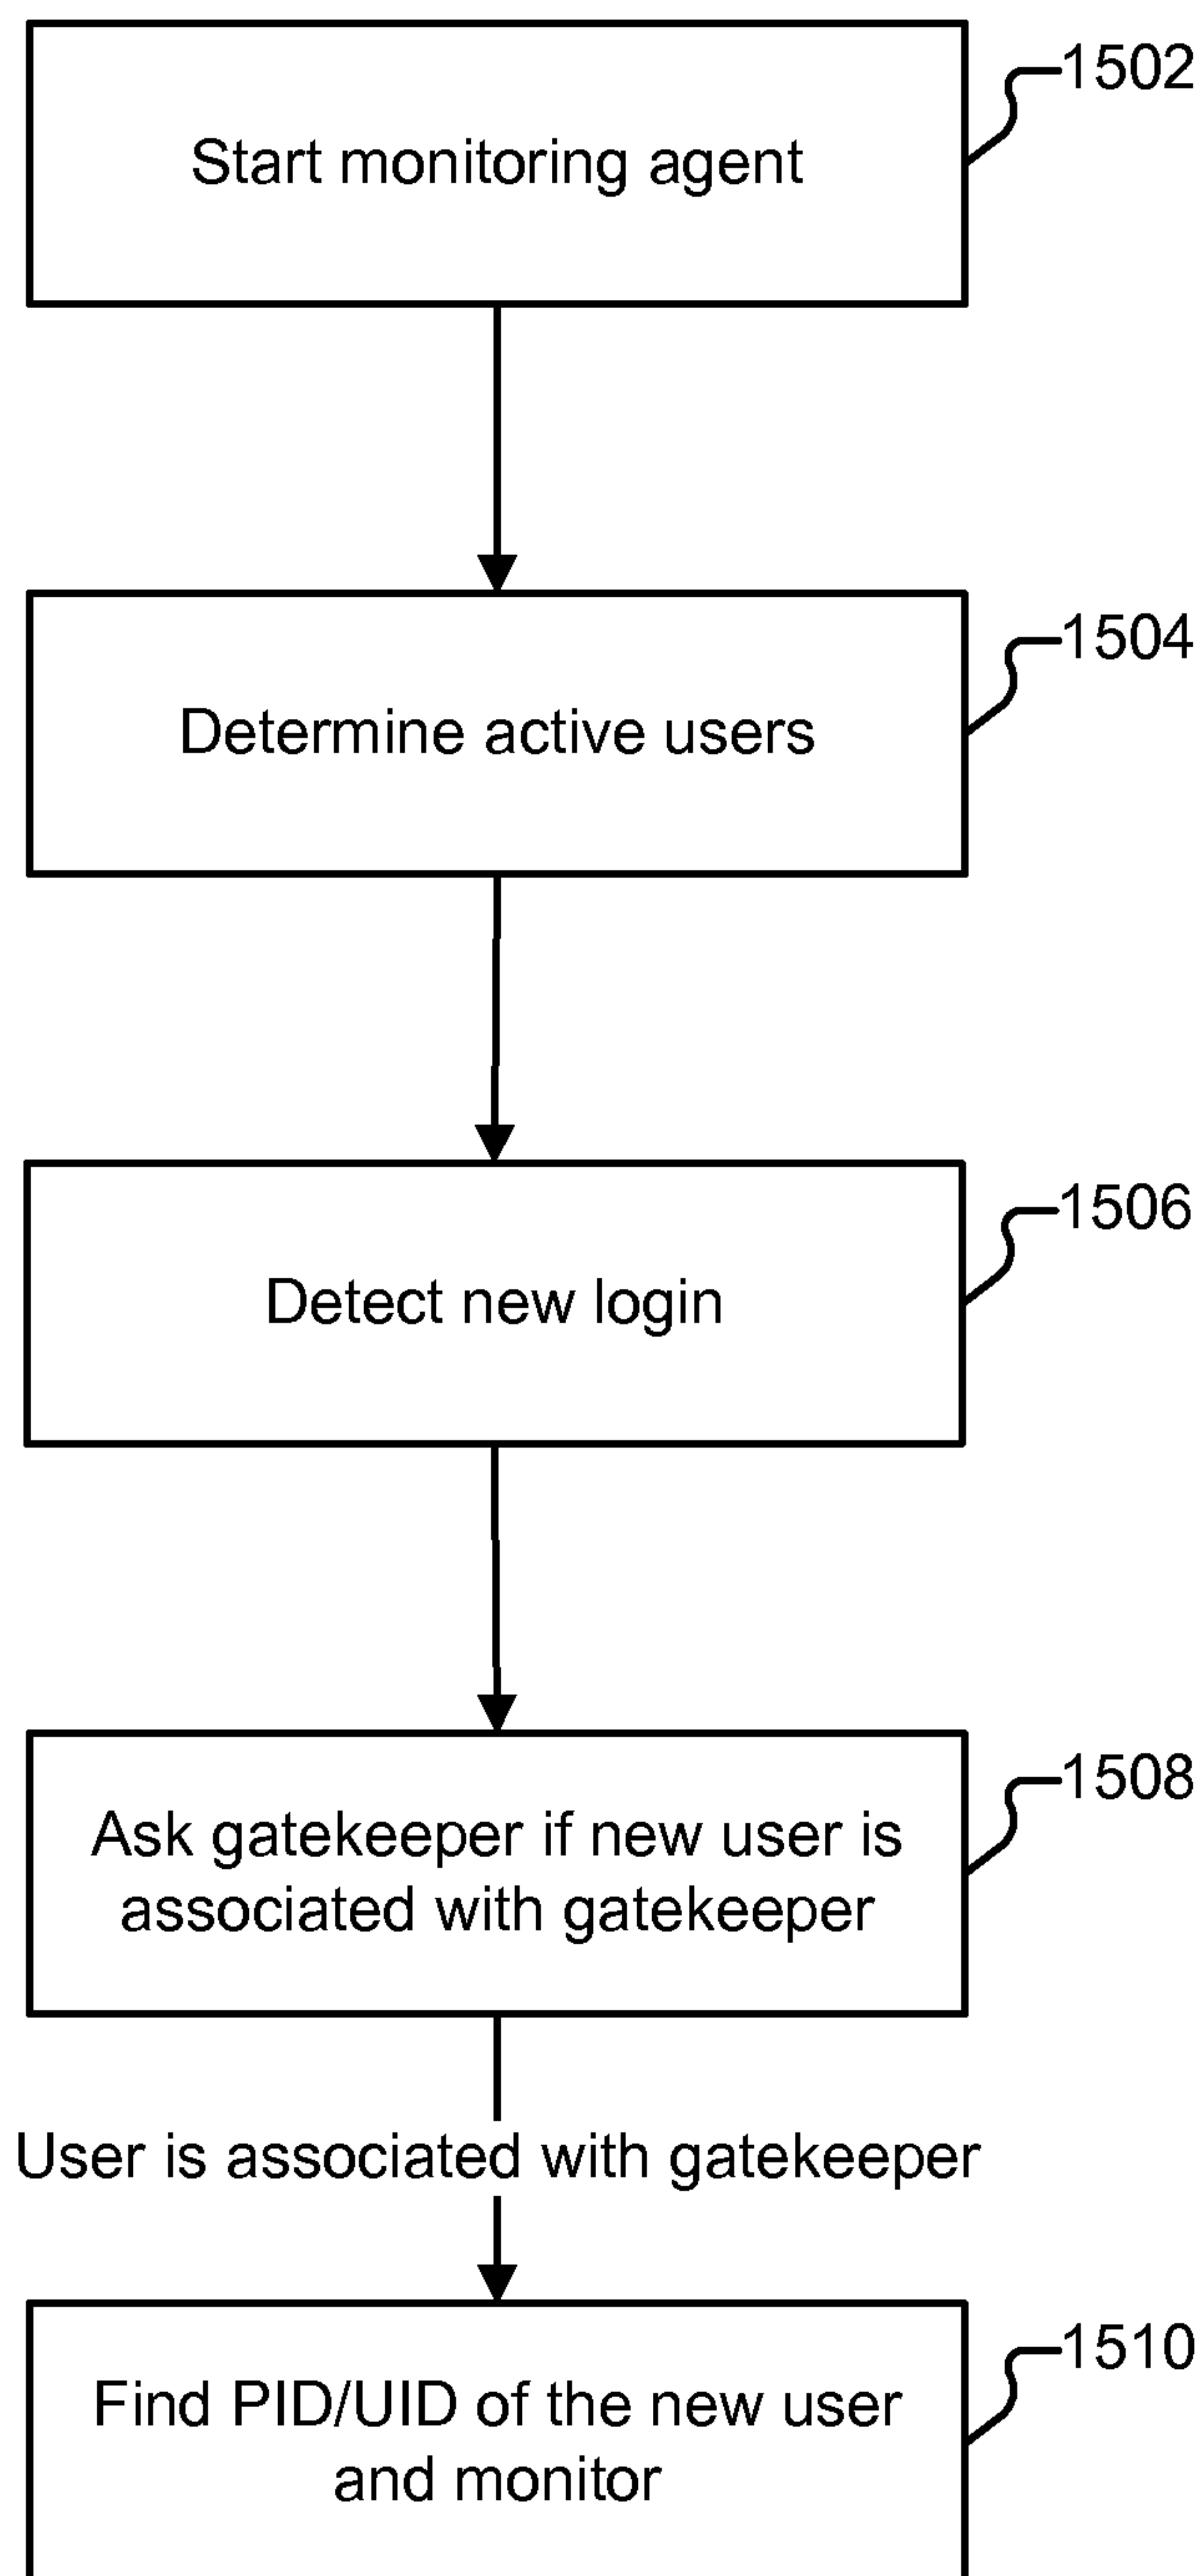 1502
Start monitoring agent
1504
Determine active users
1506
Detect new login
1508
Ask gatekeeper if new user is
associated with gatekeeper
User is associated with gatekeeper
1510
Find PID/UID of the new user
and monitor